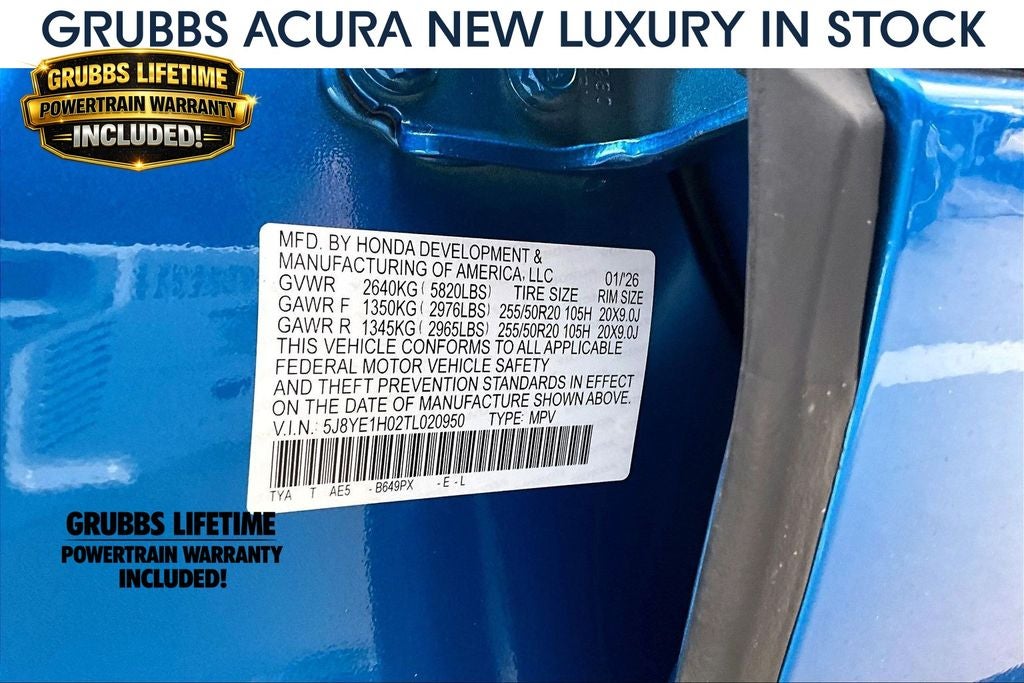 GRUBBS ACURA NEW LUXURY IN STOCK
GRUBBS LIFETIME
POWERTRAIN WARRANTY
INCLUDED!
MFD. BY HONDA DEVELOPMENT &
MANUFACTURING OF AMERICA, LLC 01/'26
GVWR 2640KG ( 5820LBS) TIRE SIZE RIM SIZE
GAWR F 1350KG ( 2976LBS) 255/50R20 105H 20X9.0J
GAWR R 1345KG ( 2965LBS) 255/50R20 105H 20X9.0J
THIS VEHICLE CONFORMS TO ALL APPLICABLE
FEDERAL MOTOR VEHICLE SAFETY
AND THEFT PREVENTION STANDARDS IN EFFECT
ON THE DATE OF MANUFACTURE SHOWN ABOVE.
V.I.N.: 5J8YE1H02TL020950 TYPE: MPV
TYA T AE5 -B649PX -E-L
GRUBBS LIFETIME
POWERTRAIN WARRANTY
INCLUDED!